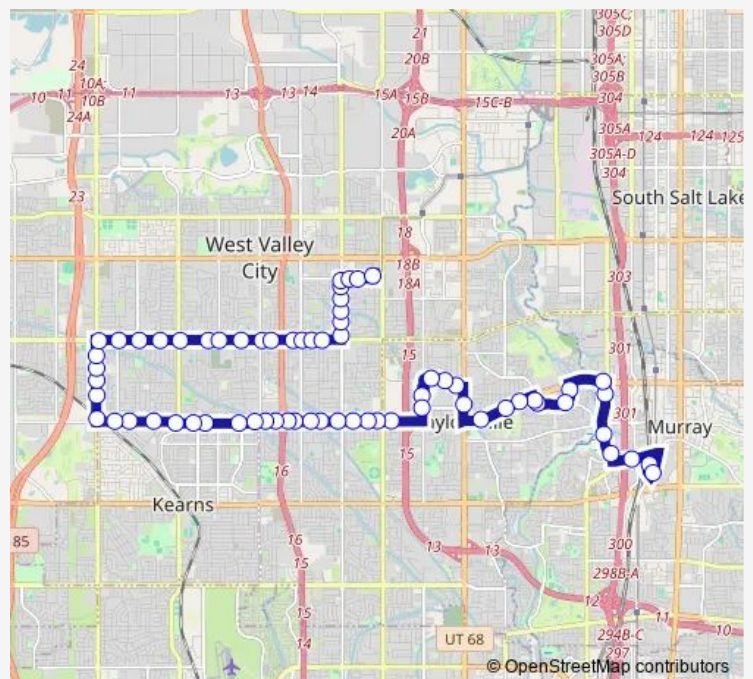 305C;
305D
21
20B
305A;
305B
24
10A;
10B
10
11
11
13
13
14
15A
15B
15C-B
304
24A
20A
305A
305A-D
124
124
125
304
23
South Salt Lake
18
West Valley
City
18B
18A
303
15
301
301
Murray
15
16
Kearns
85
16
15
14
13
13
300
298B-A
12
11
10
UT 68
294B-C
297
© OpenStreetMap contributors